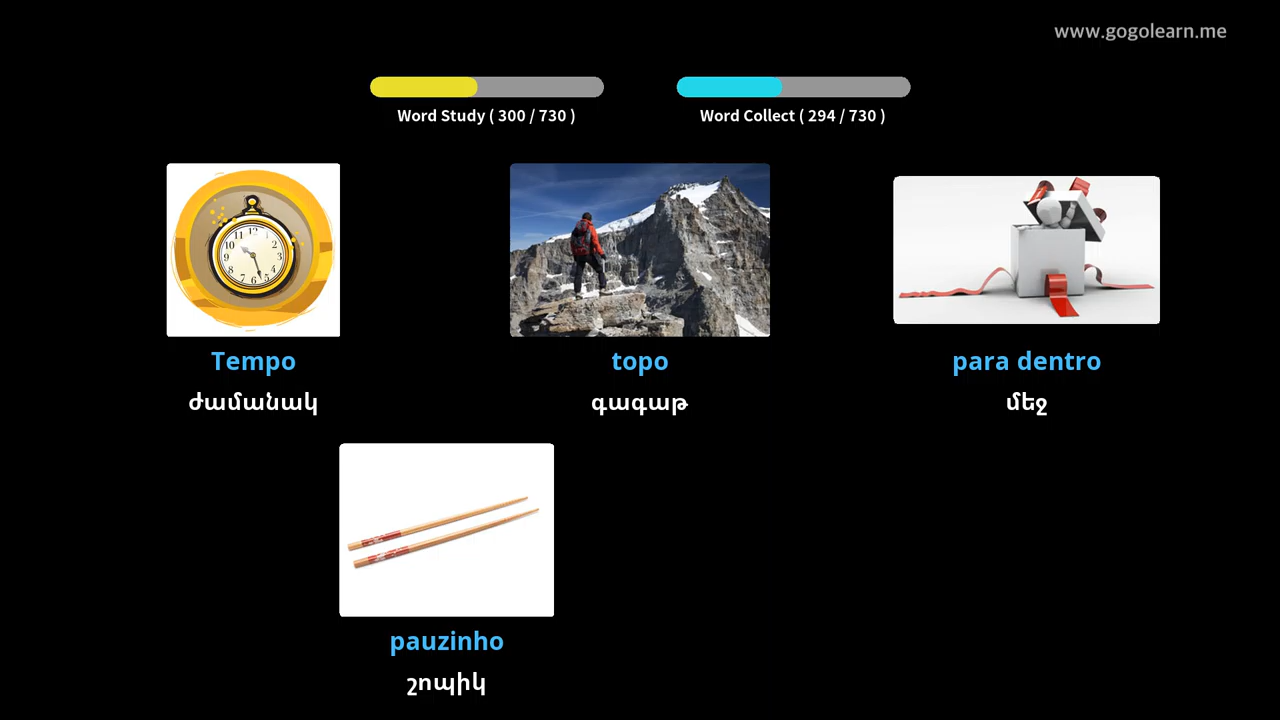 www.gogolearn.me
Word Study ( 300 / 730 )
Word Collect ( 294 / 730 )
Tempo
ժամանակ
topo
գագաթ
para dentro
մեջ
pauzinho
շոպիկ